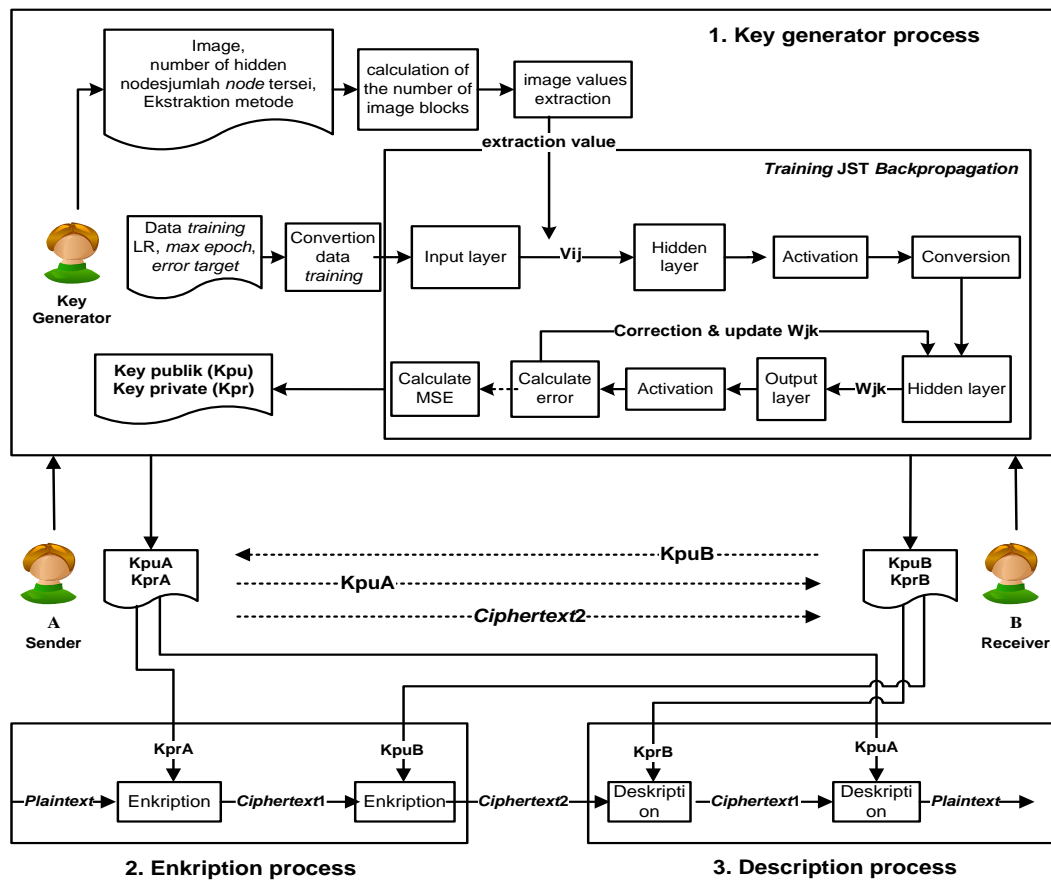 1. Key generator process
Image,
number of hidden
nodesjumlah node tersei,
Ekstraktion metode
calculation of
the number of
image blocks
image values
extraction
extraction value
Training JST Backpropagation
Key
Generator
Data training
LR, max epoch,
error target
Convertion
data
training
Input layer
Vij
Hidden
layer
Activation
Conversion
Correction & update Wjk
Key publik (Kpu)
Key private (Kpr)
Calculate
MSE
Calculate
error
Activation
Output
layer
Wjk
Hidden layer
A
Sender
KpuA
KprA
KpuB
KpuA
Ciphertext2
KpuB
KprB
B
Receiver
KprA
KpuB
Plaintext
Enkription
Ciphertext1
Enkription
Ciphertext2
KprB
KpuA
Deskripti
on
Ciphertext1
Deskripti
on
Plaintext
2. Enkription process
3. Description process